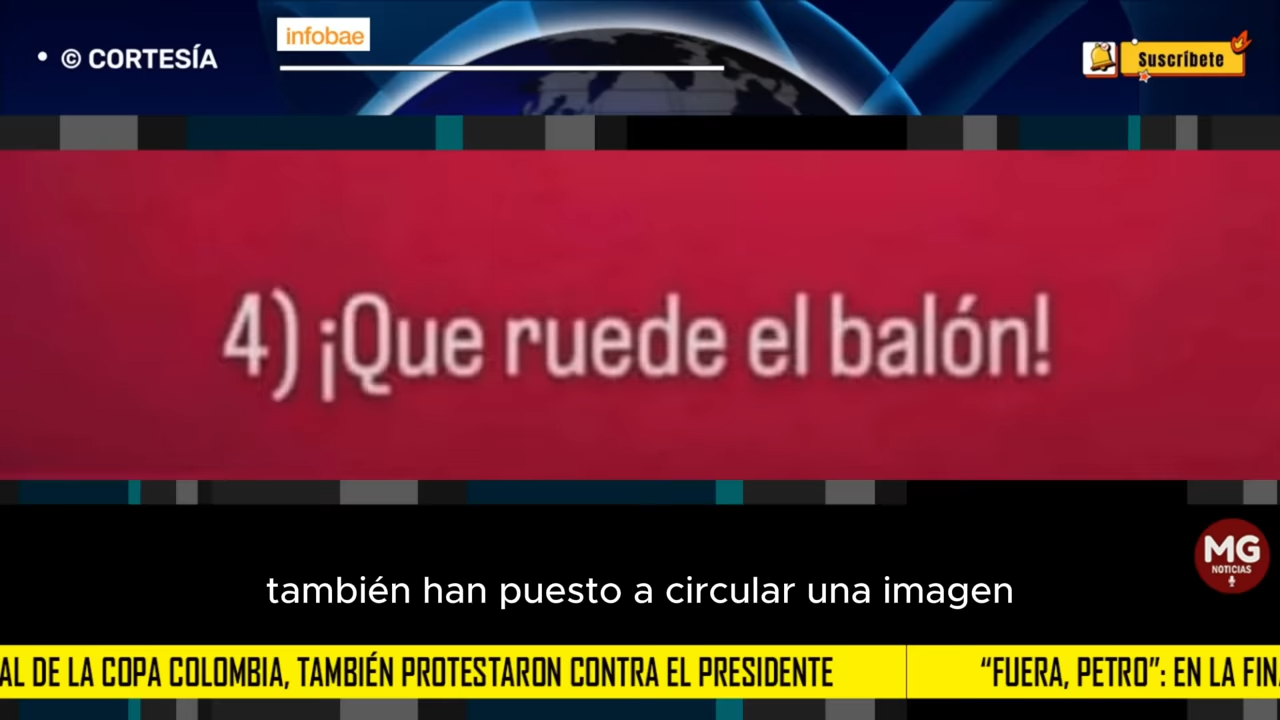 • © CORTESÍA
infobae
Suscríbete
4) ¡Que ruede el balón!
MG
NOTICIAS
también han puesto a circular una imagen
AL DE LA COPA COLOMBIA, TAMBIÉN PROTESTARON CONTRA EL PRESIDENTE
“FUERA, PETRO”: EN LA FIN